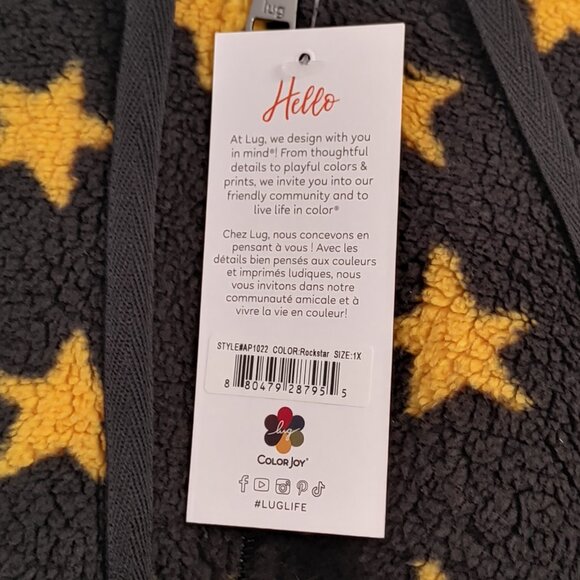 lug
Hello
At Lug, we design with you
in mind®! From thoughtful
details to playful colors &
prints, we invite you into our
friendly community and to
live life in color®
Chez Lug, nous concevons en
pensant à vous ! Avec les
détails bien pensés aux couleurs
et imprimés ludiques, nous
vous invitons dans notre
communauté amicale et à
vivre la vie en couleur!
STYLE#AP1022 COLOR:Rockstar SIZE:1X
8 80479 28795 5
lug
COLOR JOY®
#LUGLIFE